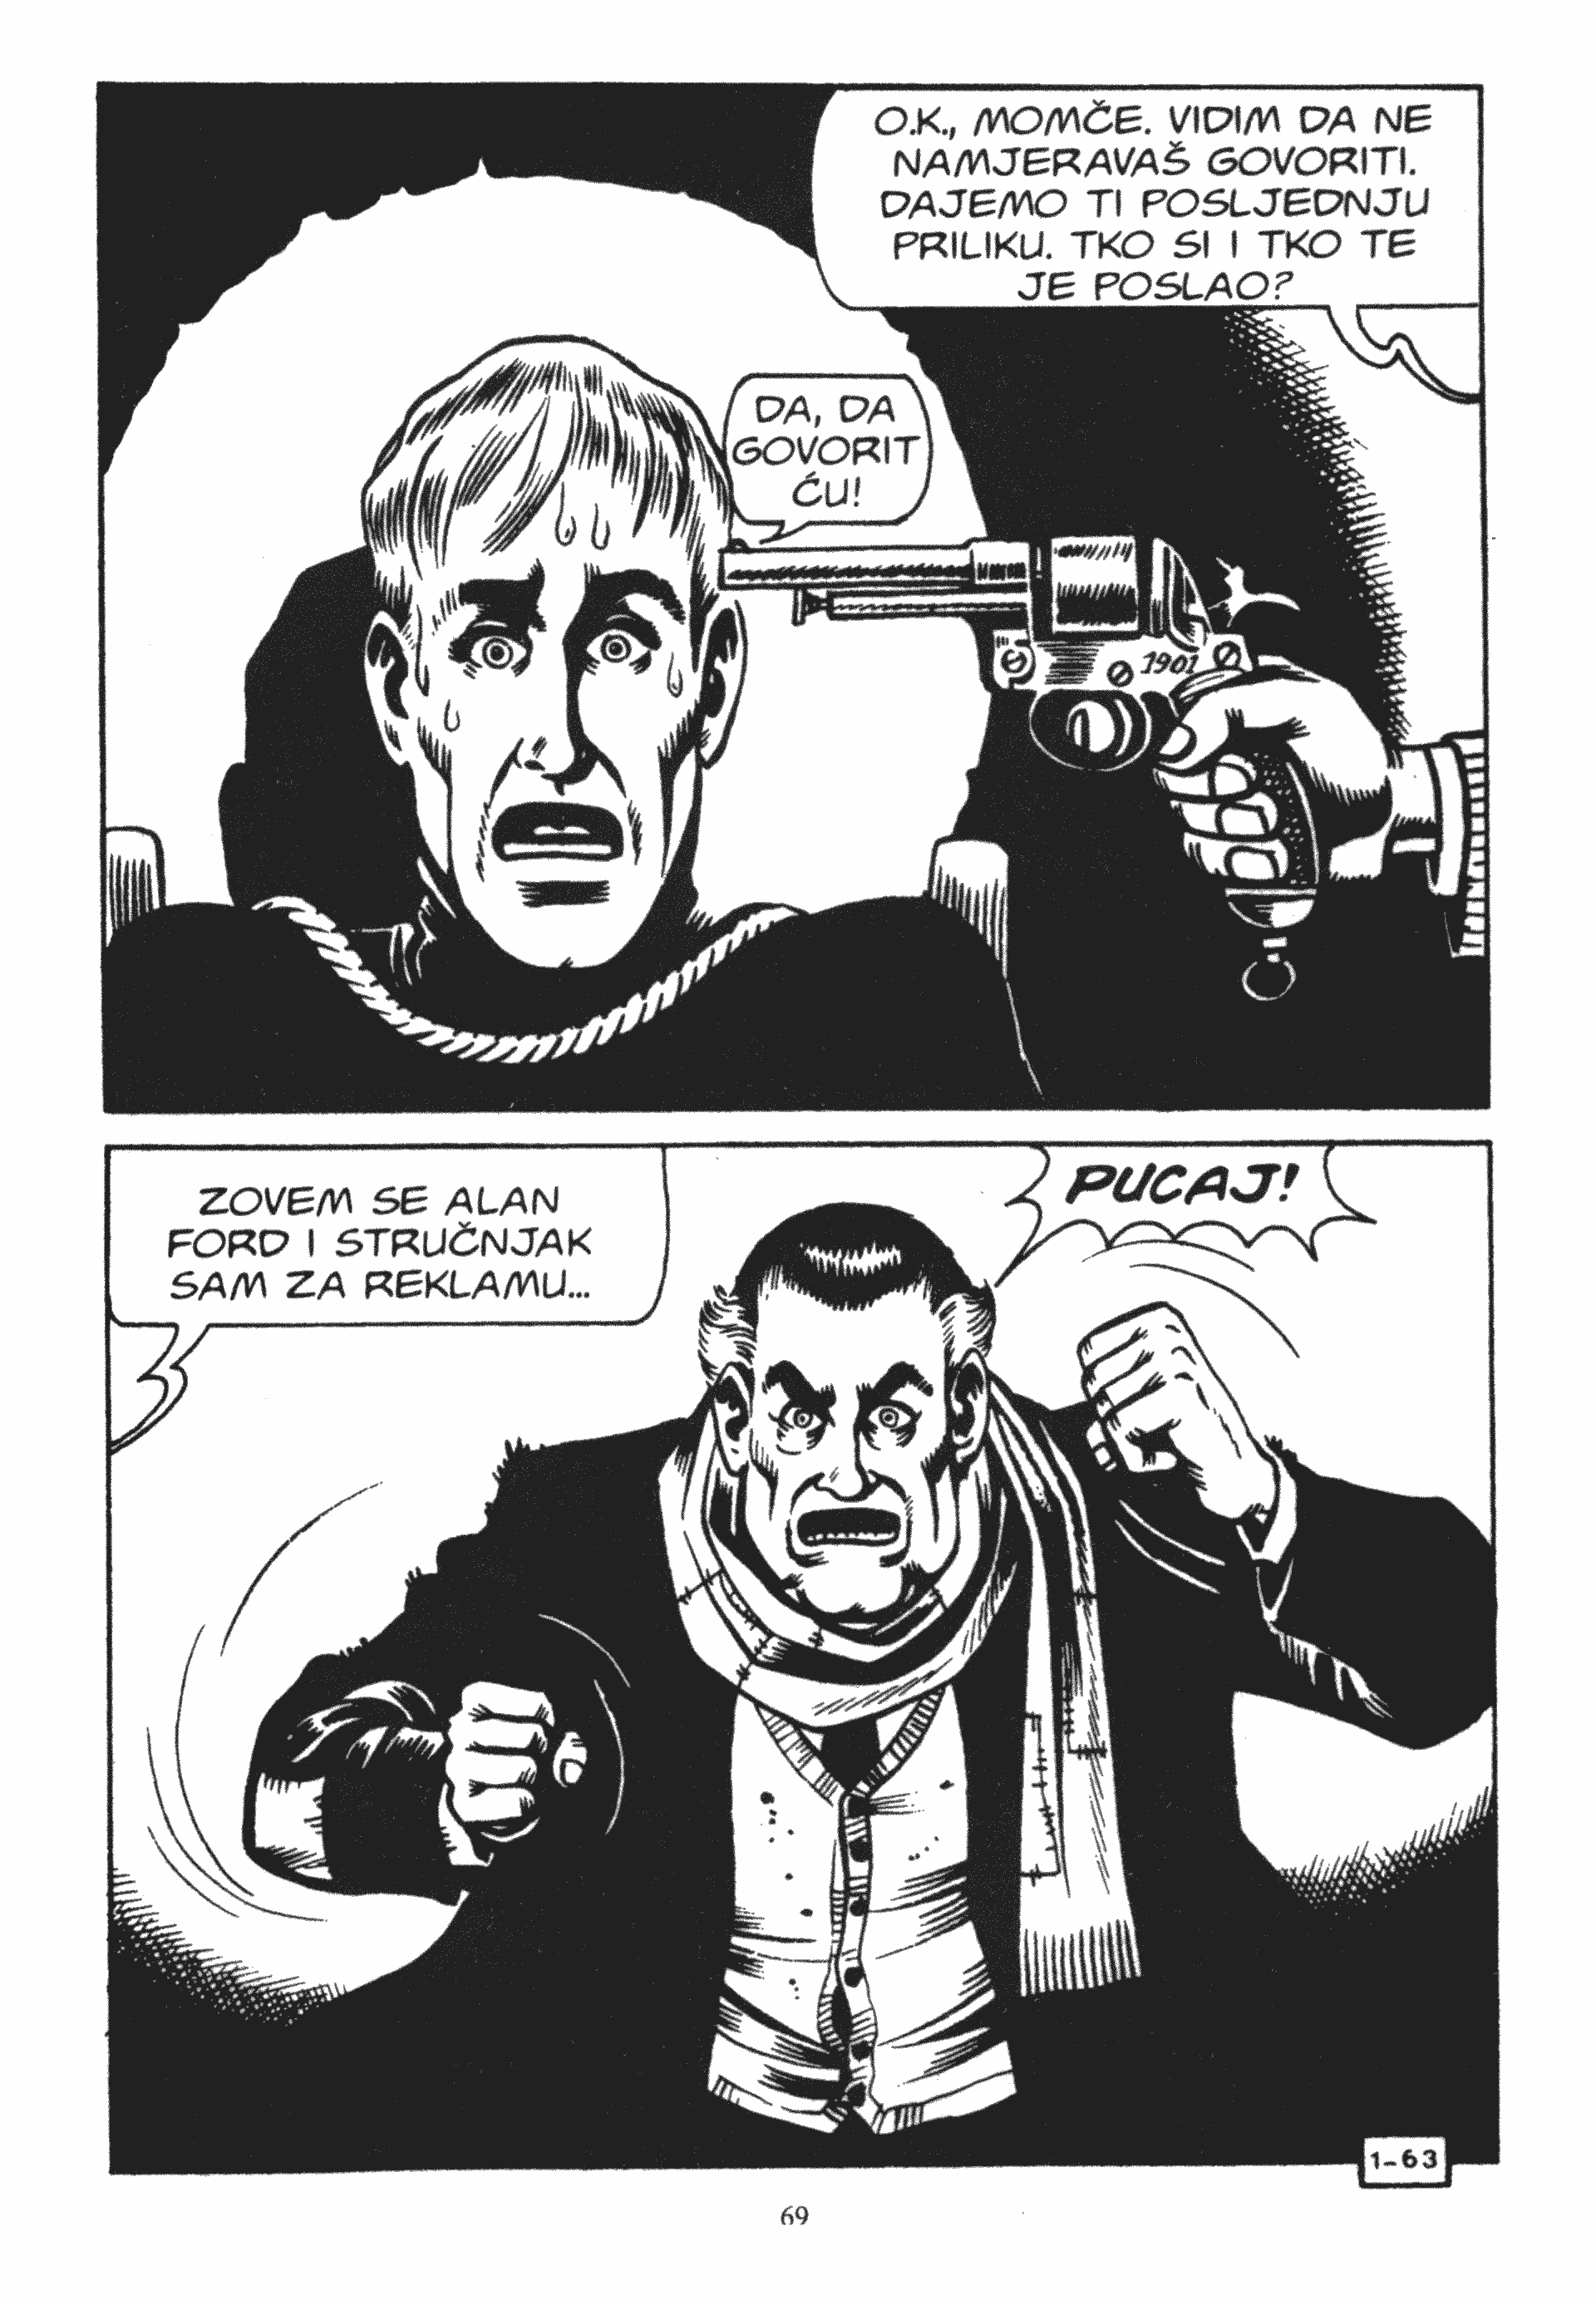 O.K., MOMČE. VIDIM DA NE
NAMJERAVAŠ GOVORITI.
DAJEMO TI POSLJEDNJU
PRILIKU. TKO SI I TKO TE
JE POSLAO?
DA, DA
GOVORIT
ĆU!
1901
ZOVEM SE ALAN
FORD I STRUČNJAK
SAM ZA REKLAMU...
PUCAJ!
1-63
69